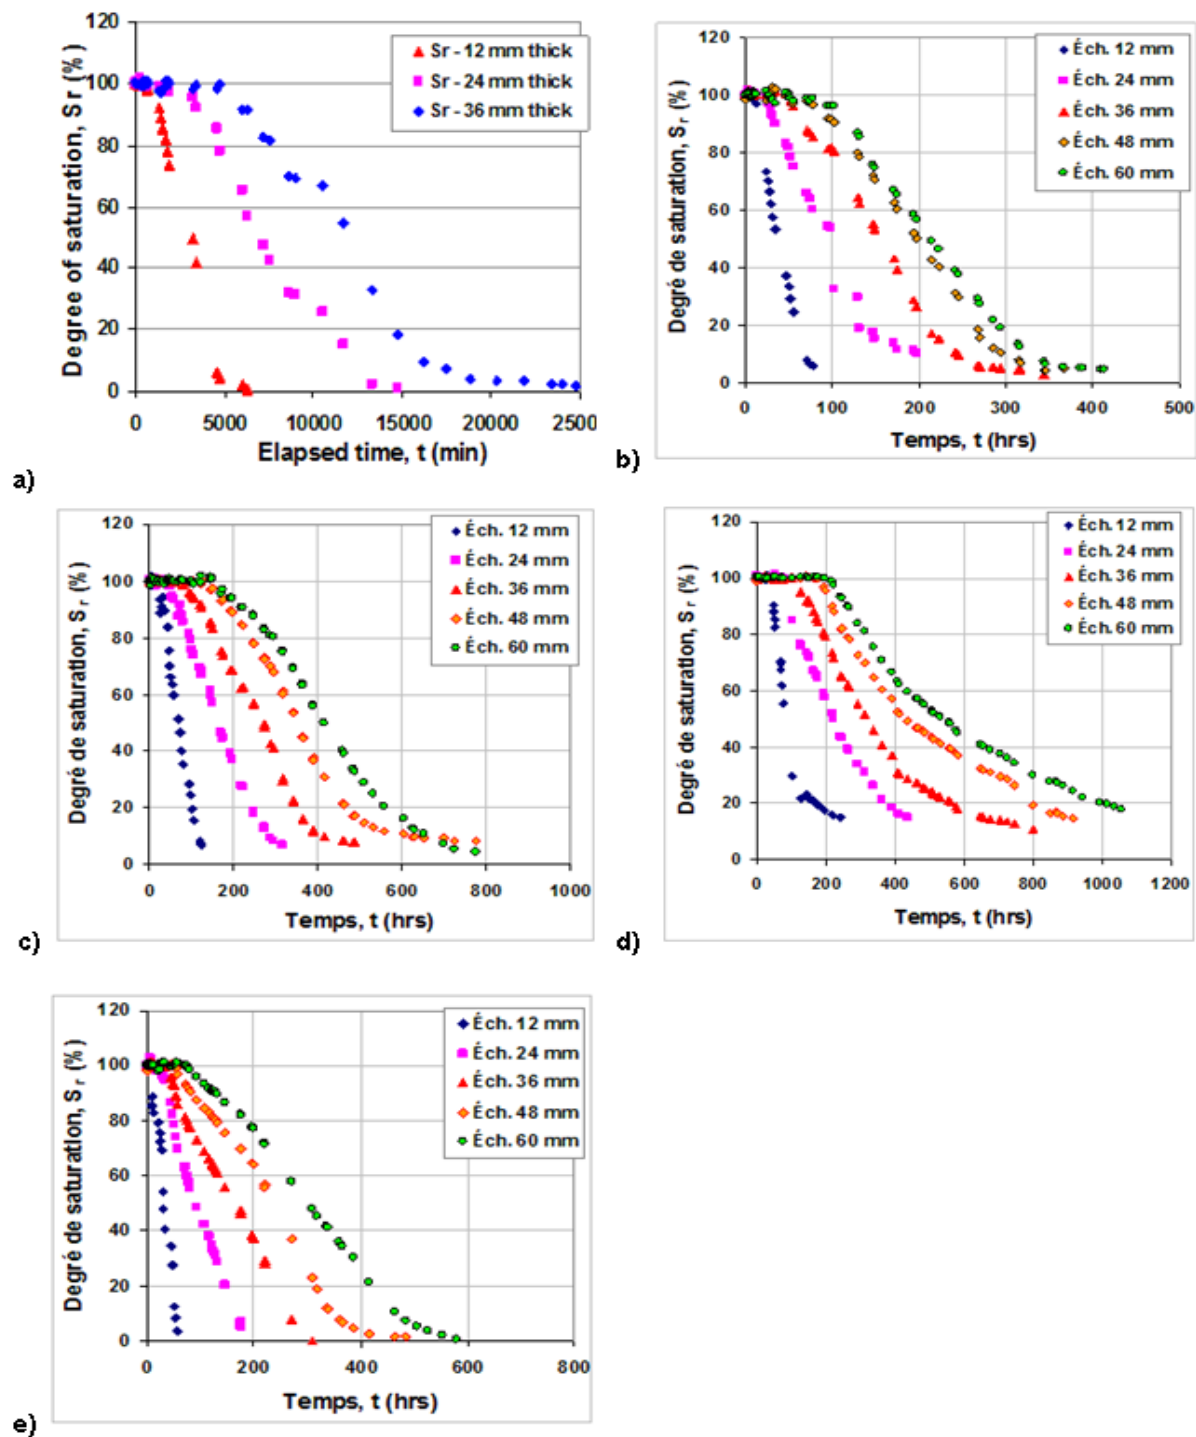 120
100
80
60
40
20
0
Degree of saturation, Sr (%)
Sr - 12 mm thick
Sr - 24 mm thick
Sr - 36 mm thick
0 5000 10000 15000 20000 2500
Elapsed time, t (min)
a)
120
100
80
60
40
20
0
Degré de saturation, Sr (%)
Éch. 12 mm
Éch. 24 mm
Éch. 36 mm
Éch. 48 mm
Éch. 60 mm
0 100 200 300 400 500
Temps, t (hrs)
b)
120
100
80
60
40
20
0
Degré de saturation, Sr (%)
Éch. 12 mm
Éch. 24 mm
Éch. 36 mm
Éch. 48 mm
Éch. 60 mm
0 200 400 600 800 1000
Temps, t (hrs)
c)
120
100
80
60
40
20
0
Degré de saturation, Sr (%)
Éch. 12 mm
Éch. 24 mm
Éch. 36 mm
Éch. 48 mm
Éch. 60 mm
0 200 400 600 800 1000 1200
Temps, t (hrs)
d)
120
100
80
60
40
20
0
Degré de saturation, Sr (%)
Éch. 12 mm
Éch. 24 mm
Éch. 36 mm
Éch. 48 mm
Éch. 60 mm
0 200 400 600 800
Temps, t (hrs)
e)